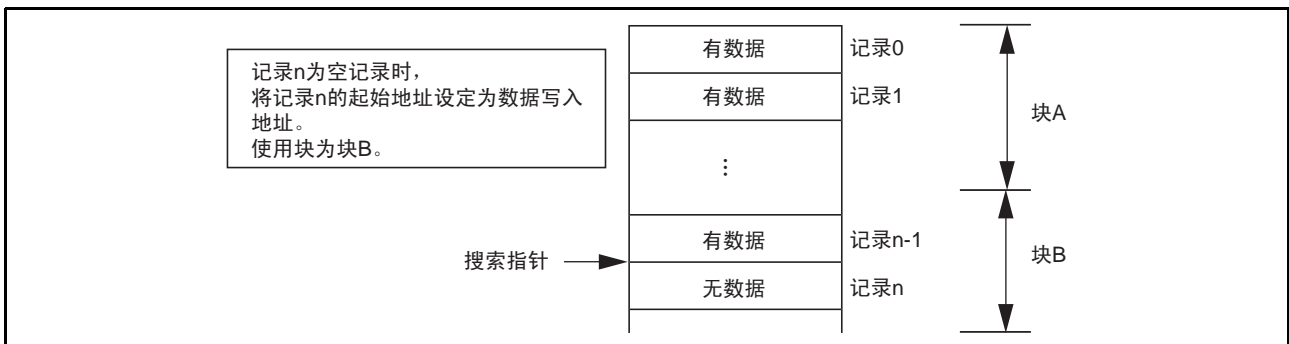 记录n为空记录时，
将记录n的起始地址设定为数据写入
地址。
使用块为块B。
有数据
记录0
有数据
记录1
块A
⋮
有数据
记录n-1
搜索指针
块B
无数据
记录n